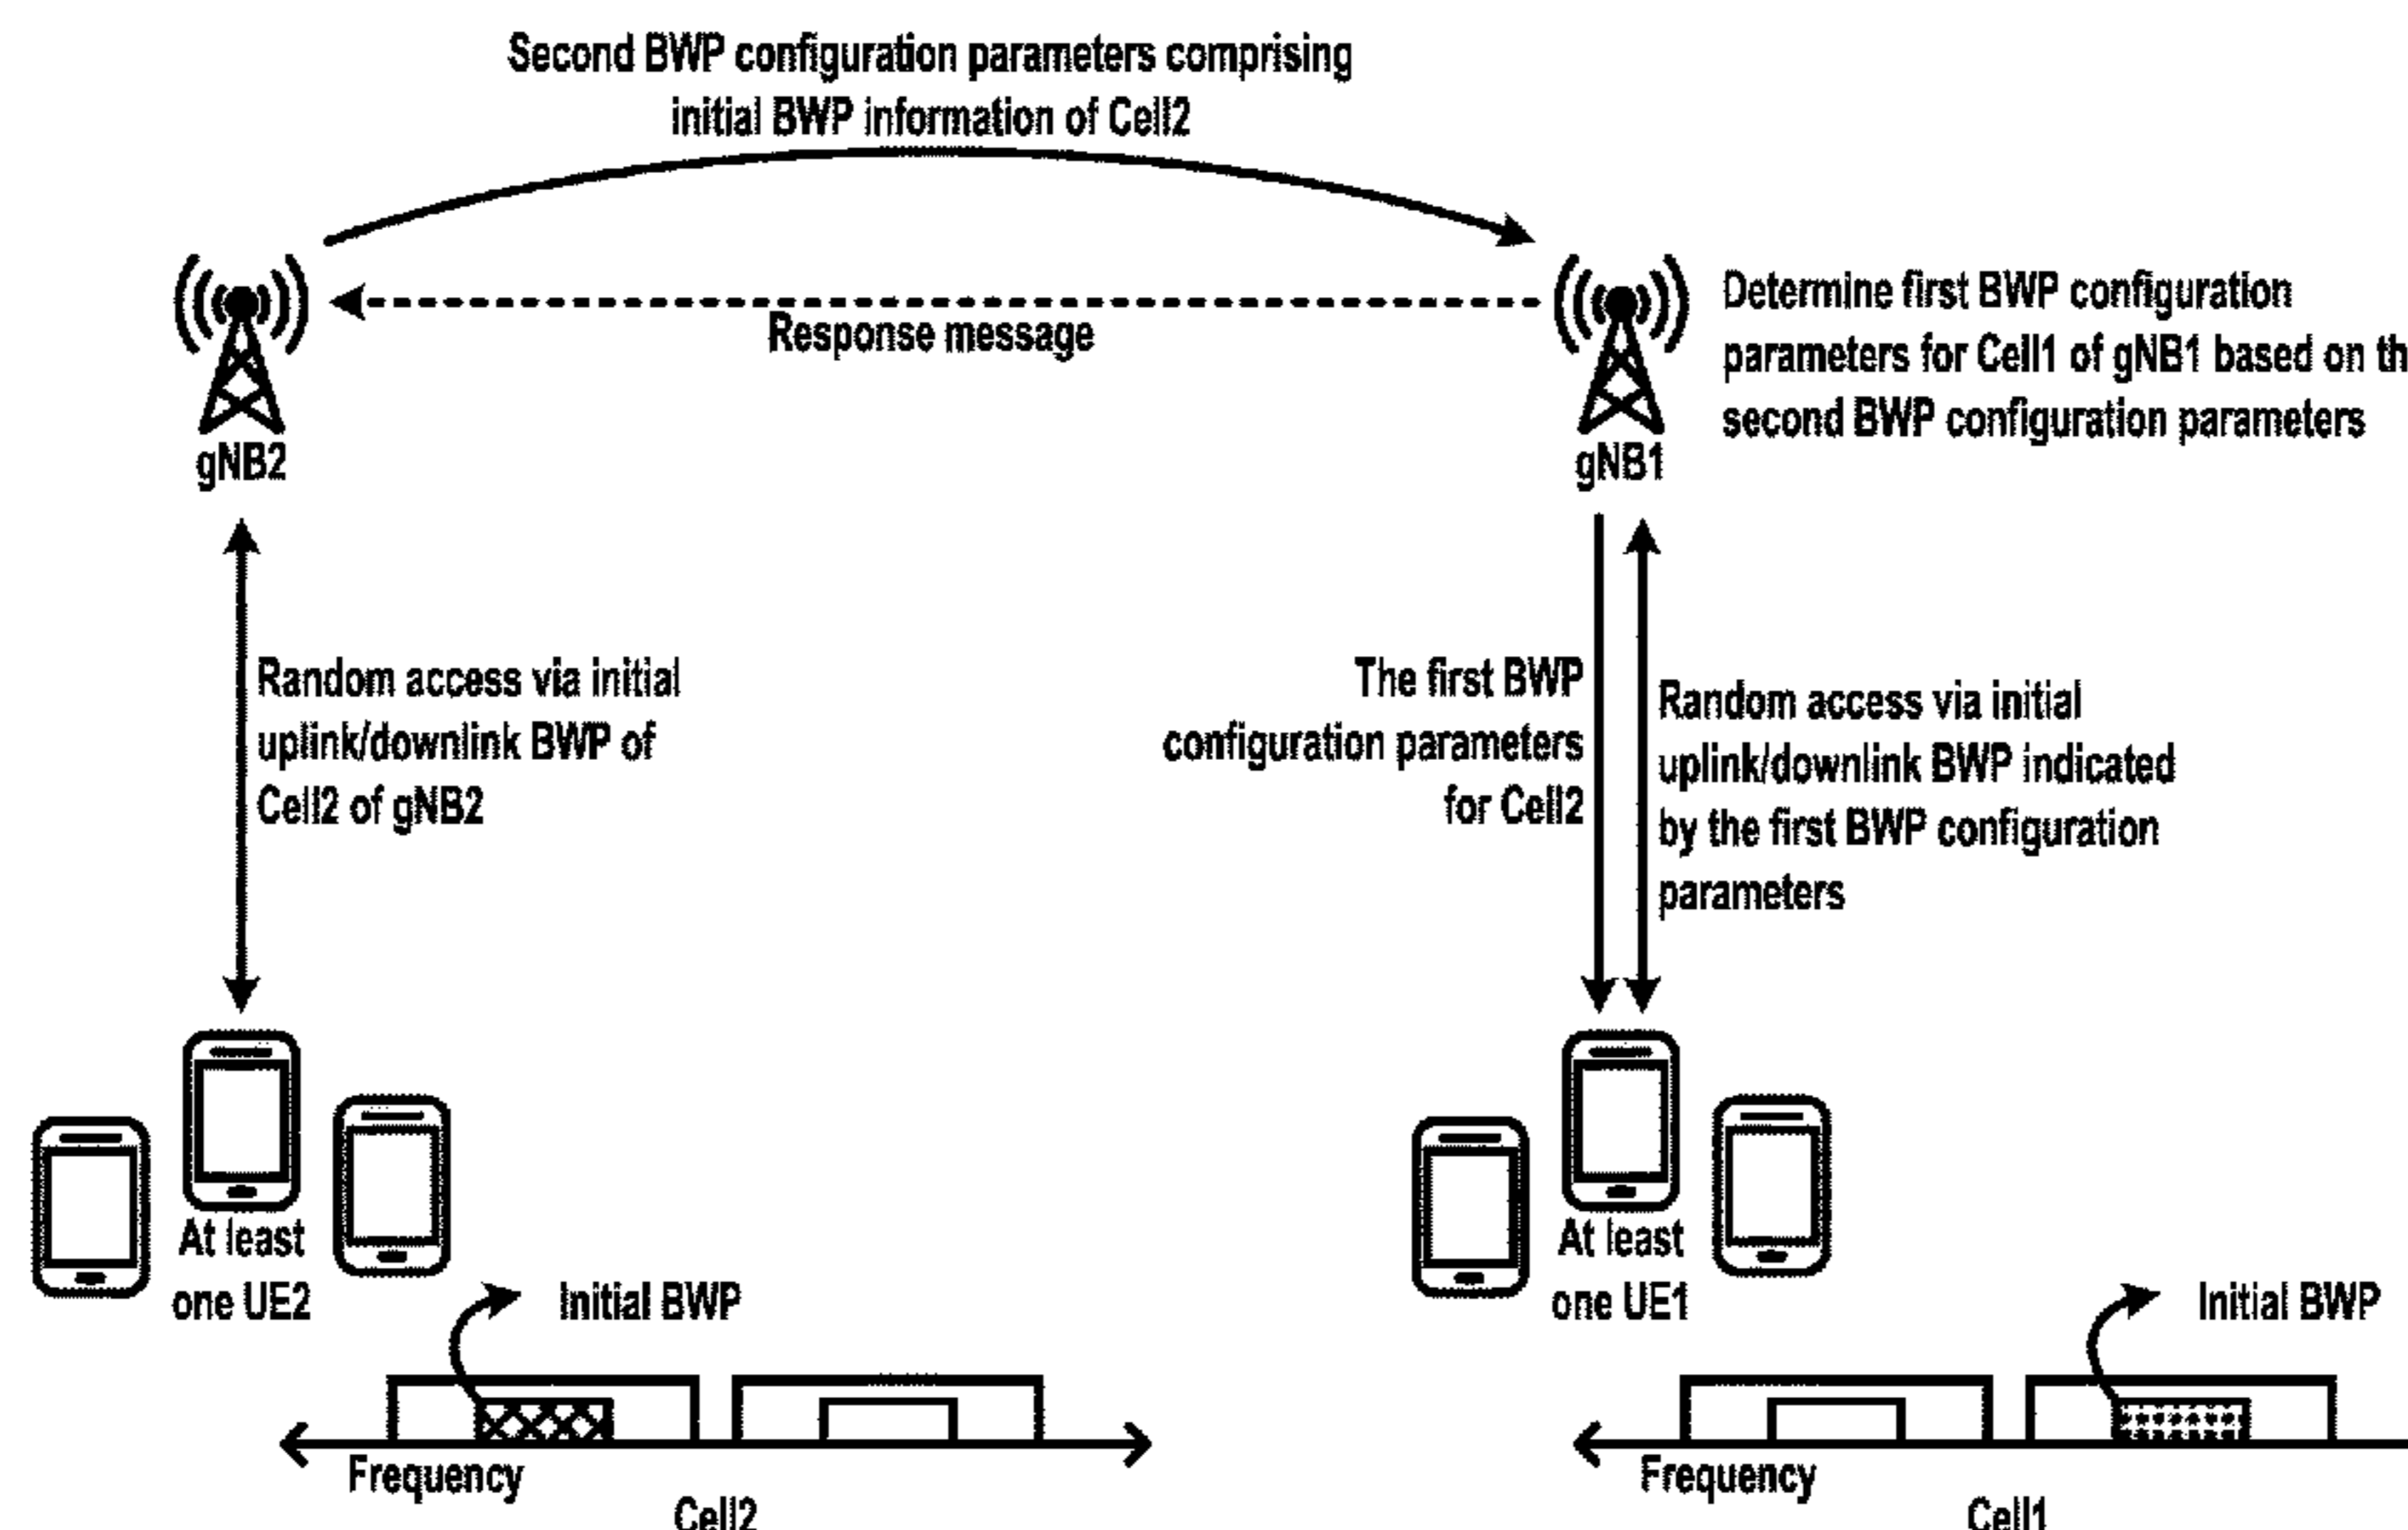 Second BWP configuration parameters comprising
initial BWP information of Cell2
Response message
Determine first BWP configuration
parameters for Cell1 of gNB1 based on th
second BWP configuration parameters
gNB2
gNB1
Random access via initial
uplink/downlink BWP of
Cell2 of gNB2
The first BWP
configuration parameters
for Cell2
Random access via initial
uplink/downlink BWP indicated
by the first BWP configuration
parameters
At least
one UE2
Initial BWP
At least
one UE1
Initial BWP
Frequency
Cell2
Frequency
Cell1